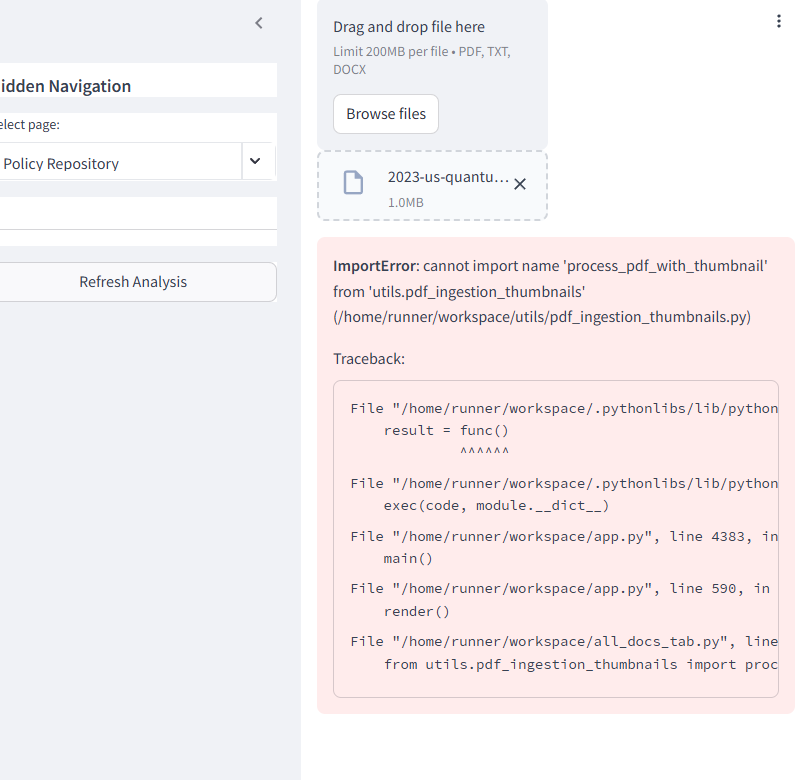 Drag and drop file here
Limit 200MB per file • PDF, TXT,
DOCX
Browse files
idden Navigation
elect page:
Policy Repository
Refresh Analysis
2023-us-quantu...
1.0MB
ImportError: cannot import name 'process_pdf_with_thumbnail'
from 'utils.pdf_ingestion_thumbnails'
(/home/runner/workspace/utils/pdf_ingestion_thumbnails.py)
Traceback:
File "/home/runner/workspace/.pythonlibs/lib/python
result = func()
^^^^^^
File "/home/runner/workspace/.pythonlibs/lib/python
exec(code, module.__dict__)
File "/home/runner/workspace/app.py", line 4383, in
main()
File "/home/runner/workspace/app.py", line 590, in
render()
File "/home/runner/workspace/all_docs_tab.py", line
from utils.pdf_ingestion_thumbnails import proc